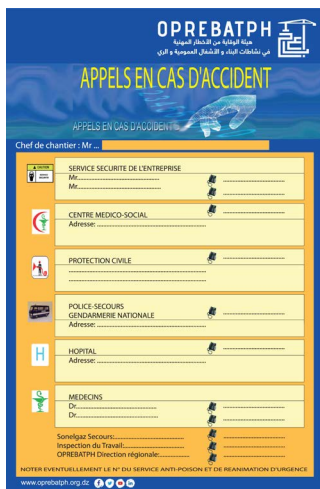 OPREBATPH
هيئة الوقاية من الأخطار المهنية
في نشاطات البناء و الأشغال العمومية و الري
APPELS EN CAS D'ACCIDENT
APPELS EN CAS D'ACCIDENT
Chef de chantier : Mr ...
SERVICE SECURITE DE L'ENTREPRISE
Mr.......................................
Mr.......................................
CENTRE MEDICO-SOCIAL
Adresse: ................................................
PROTECTION CIVILE
................................................................
................................................................
POLICE-SECOURS
GENDARMERIE NATIONALE
Adresse: ................................................
H
HOPITAL
Adresse: ................................................
MEDECINS
Dr.......................................
Dr.......................................
Sonelgaz Secours:.................................
Inspection du Travail:............................
OPREBATPH Direction régionale:................
NOTER EVENTUELLEMENT LE N° DU SERVICE ANTI-POISON ET DE REANIMATION D'URGENCE
www.oprebatph.org.dz